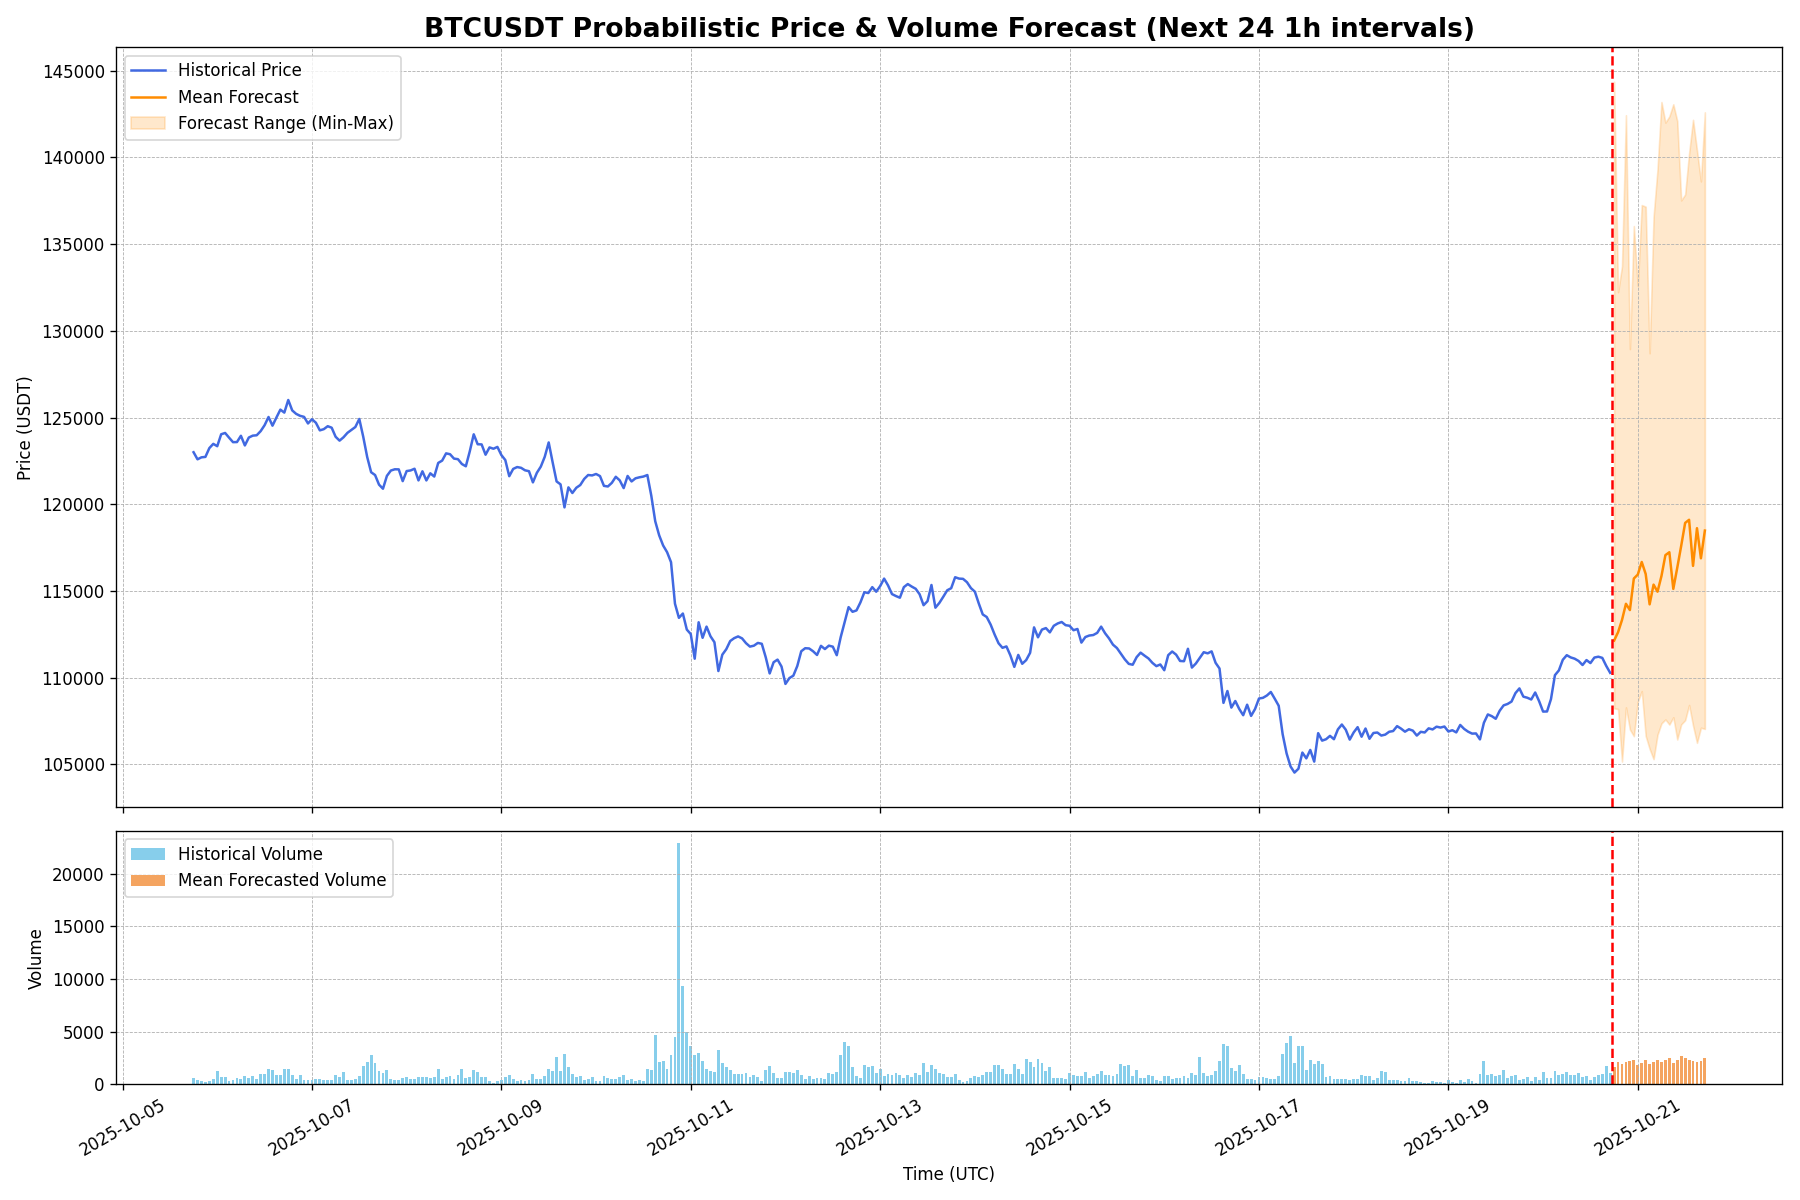 BTCUSDT Probabilistic Price & Volume Forecast (Next 24 1h intervals)
Historical Price
Mean Forecast
Forecast Range (Min-Max)
145000
140000
135000
130000
125000
120000
115000
110000
105000
Price (USDT)
Historical Volume
Mean Forecasted Volume
20000
15000
10000
5000
0
Volume
2025-10-05
2025-10-07
2025-10-09
2025-10-11
2025-10-13
2025-10-15
2025-10-17
2025-10-19
2025-10-21
Time (UTC)